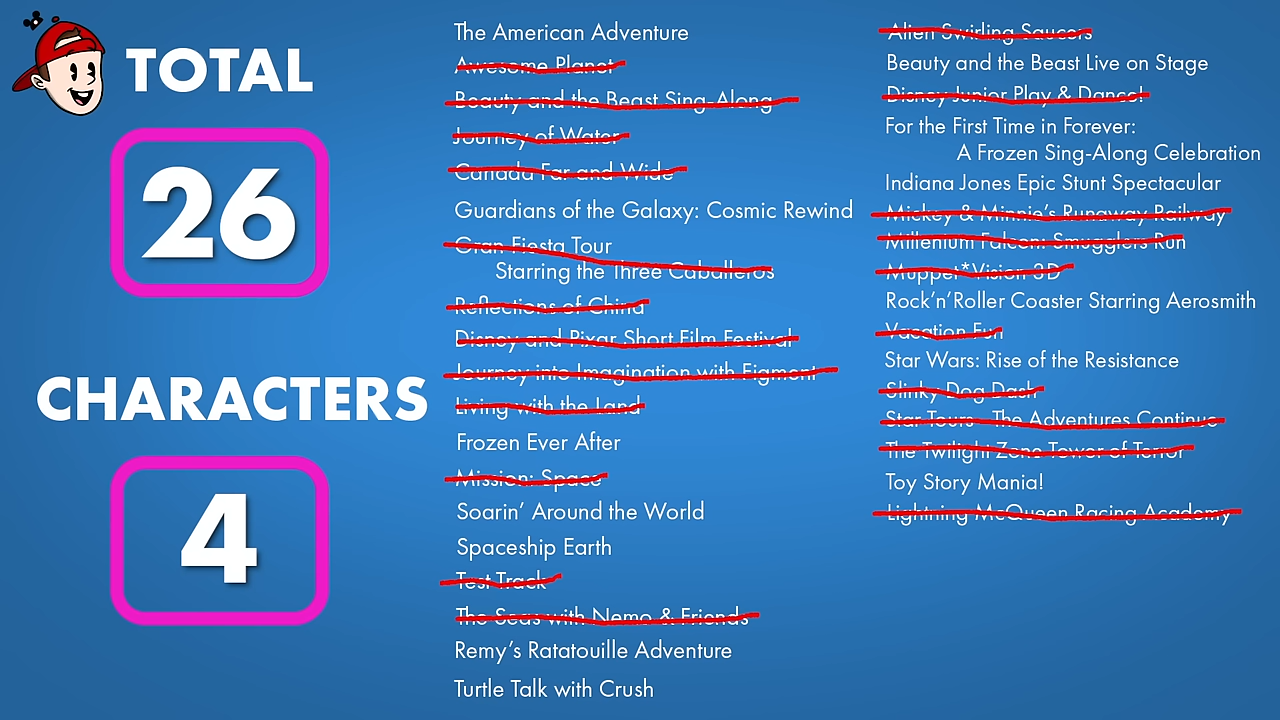 TOTAL
26
CHARACTERS
4
The American Adventure
Awesome Planet
Beauty and the Beast Sing-Along
Journey of Water
Canada Far and Wide
Guardians of the Galaxy: Cosmic Rewind
Gran Fiesta Tour
Starring the Three Caballeros
Reflections of China
Disney and Pixar Short Film Festival
Journey into Imagination with Figment
Living with the Land
Frozen Ever After
Mission: Space
Soarin' Around the World
Spaceship Earth
Test Track
The Seas with Nemo & Friends
Remy's Ratatouille Adventure
Turtle Talk with Crush
Alien Swirling Saucers
Beauty and the Beast Live on Stage
Disney Junior Play & Dance!
For the First Time in Forever:
A Frozen Sing-Along Celebration
Indiana Jones Epic Stunt Spectacular
Mickey & Minnie's Runaway Railway
Millenium Falcon: Smugglers Run
Muppet*Vision 3D
Rock'n'Roller Coaster Starring Aerosmith
Vacation Fun
Star Wars: Rise of the Resistance
Slinky Dog Dash
Star Tours - The Adventures Continue
The Twilight Zone Tower of Terror
Toy Story Mania!
Lightning McQueen Racing Academy